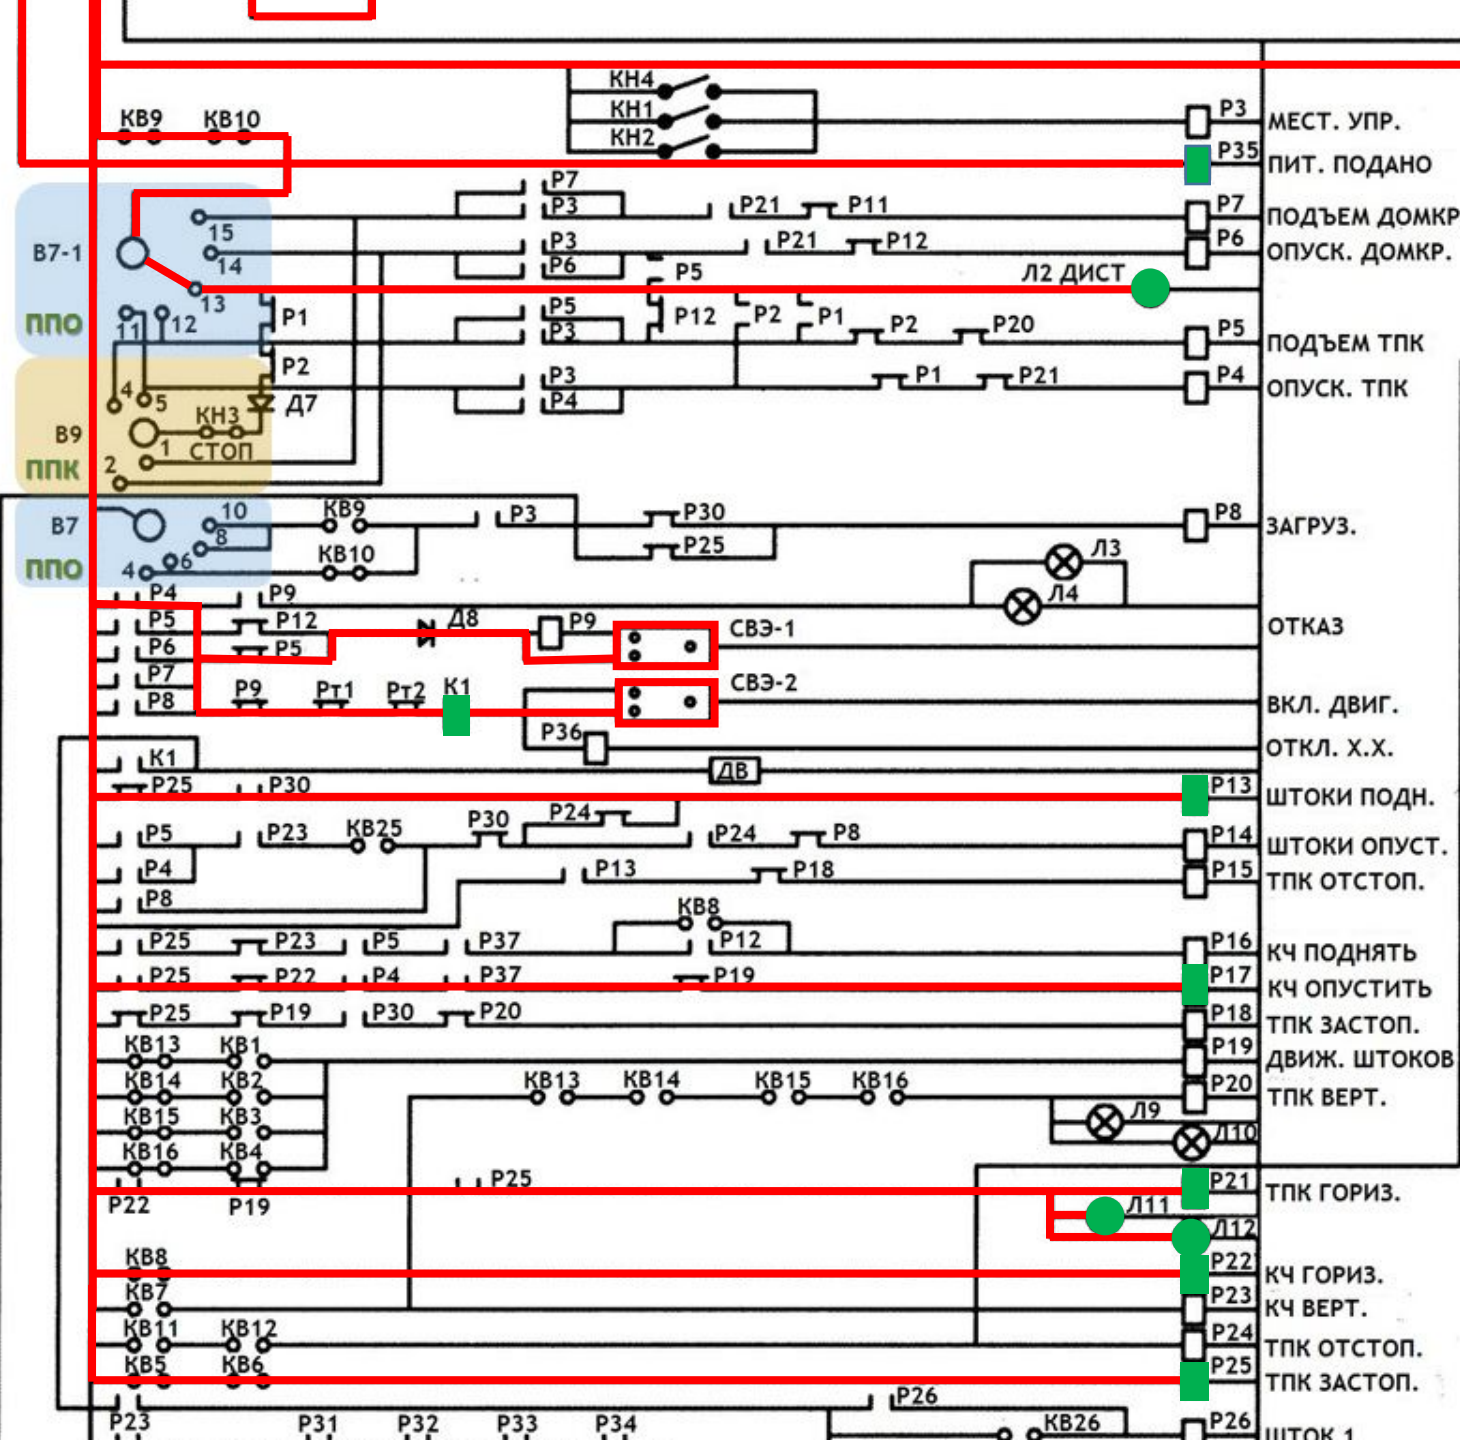 КН4
Р3
КН1
МЕСТ. УПР.
КВ9 КВ10
КН2
Р35
ПИТ. ПОДАНО
Р7
Р3 Р21 Р11 Р7
ПОДЪЕМ ДОМКР
15
В7-1 14 Р3 Р21 Р12 Р6
ОПУСК. ДОМКР.
Р6 Р5 Л2 ДИСТ
13
ППО 11 12 Р1 Р5 Р12 Р2 Р1 Р2 Р20 Р5
Р3
ПОДЪЕМ ТПК
Р2
4 5 Д7 Р3 Р1 Р21 Р4
ОПУСК. ТПК
Р4
КН3
В9 1 СТОП
ППК 2
В7 10 КВ9 Р3 Р30 Р8
ЗАГРУЗ.
8 КВ10 Р25 Л3
ППО 4 6
Р4 Р9 Л4
Р5 Р12 Д8 Р9 СВЭ-1
ОТКАЗ
Р6 Р5
Р7 Р9 Рт1 Рт2 К1 СВЭ-2
Р8
ВКЛ. ДВИГ.
Р36
ОТКЛ. Х.Х.
К1 ДВ
Р25 Р30 Р13
ШТОКИ ПОДН.
Р24
Р5 Р23 КВ25 Р30 Р24 Р8 Р14
ШТОКИ ОПУСТ.
Р4 Р13 Р18 Р15
ТПК ОТСТОП.
Р8
КВ8
Р25 Р23 Р5 Р37 Р12 Р16
КЧ ПОДНЯТЬ
Р25 Р22 Р4 Р37 Р19 Р17
КЧ ОПУСТИТЬ
Р25 Р19 Р30 Р20 Р18
ТПК ЗАСТОП.
КВ13 КВ1 Р19
ДВИЖ. ШТОКОВ
КВ14 КВ2 КВ13 КВ14 КВ15 КВ16 Р20
ТПК ВЕРТ.
КВ15 КВ3 Л9
КВ16 КВ4 Л10
Р25 Р21
Р22 Р19
ТПК ГОРИЗ.
Л11
Л12
КВ8 Р22
КЧ ГОРИЗ.
КВ7 Р23
КЧ ВЕРТ.
КВ11 КВ12 Р24
ТПК ОТСТОП.
КВ5 КВ6 Р25
ТПК ЗАСТОП.
Р26
Р23 Р31 Р32 Р33 Р34 КВ26 Р26
ШТОК 1